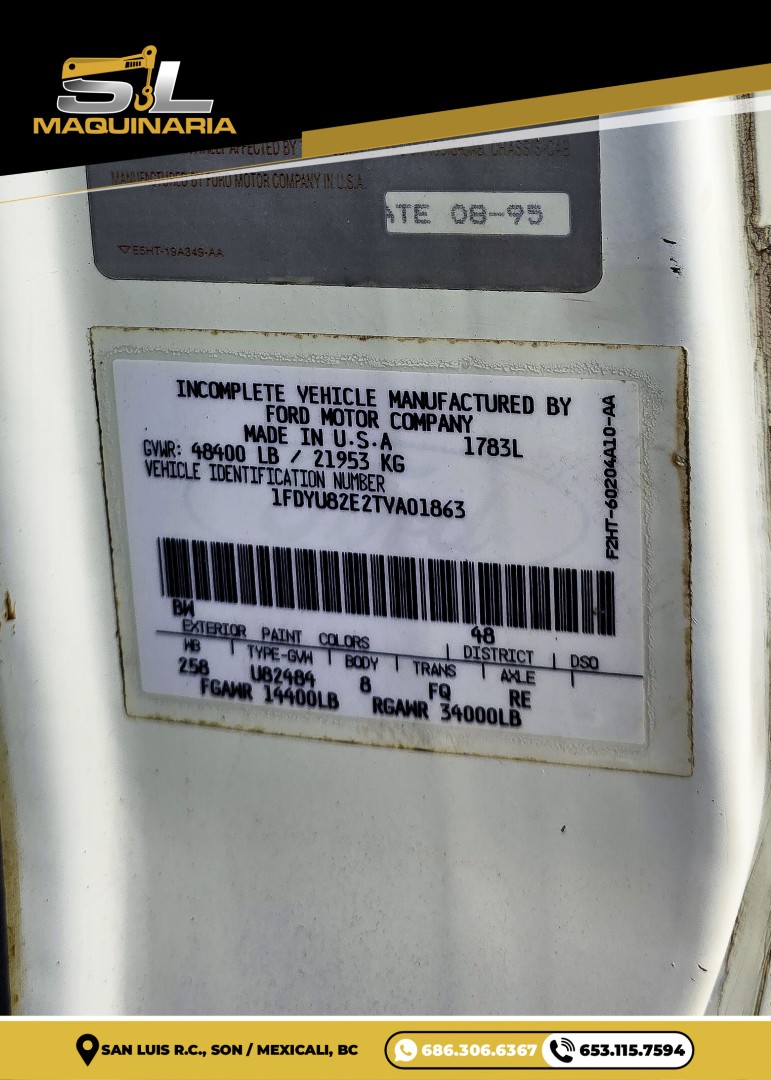 SL
MAQUINARIA
AFFECTED BY
CHASSIS-CAB
MANUFACTURED BY FORD MOTOR COMPANY IN U.S.A.
ATE 08-95
E5HT-19A349-AA
INCOMPLETE VEHICLE MANUFACTURED BY
FORD MOTOR COMPANY
MADE IN U.S.A 1783L
GVWR: 48400 LB / 21953 KG
VEHICLE IDENTIFICATION NUMBER
1FDYU82E2TVA01863
F2HT-60204A10-AA
BW 48
EXTERIOR PAINT COLORS DISTRICT DSO
WB TYPE-GVW BODY TRANS AXLE
258 U82484 8 FQ RE
FGAWR 14400LB RGAWR 34000LB
SAN LUIS R.C., SON / MEXICALI, BC 686.306.6367 653.115.7594